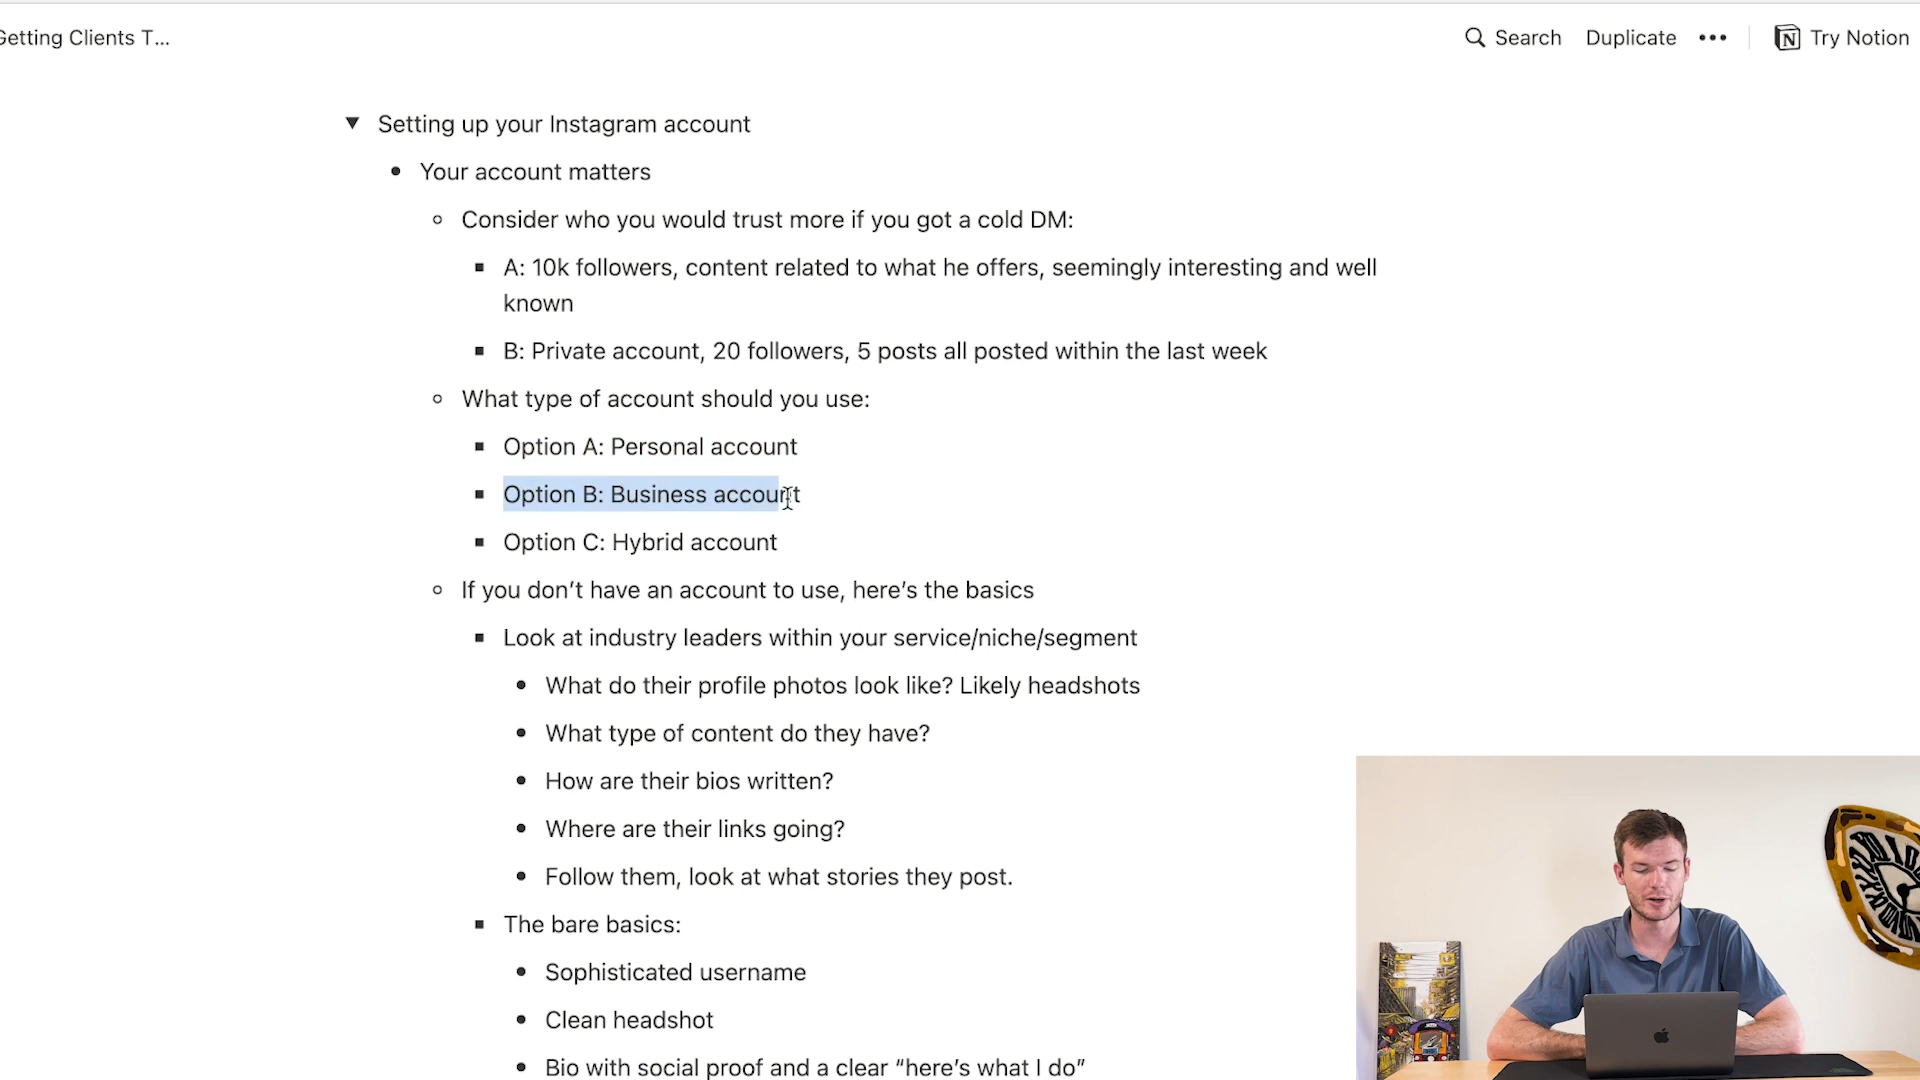 Getting Clients T...
Search Duplicate ••• Try Notion
▼ Setting up your Instagram account
• Your account matters
◦ Consider who you would trust more if you got a cold DM:
▪ A: 10k followers, content related to what he offers, seemingly interesting and well
known
▪ B: Private account, 20 followers, 5 posts all posted within the last week
◦ What type of account should you use:
▪ Option A: Personal account
▪ Option B: Business account
▪ Option C: Hybrid account
◦ If you don’t have an account to use, here’s the basics
▪ Look at industry leaders within your service/niche/segment
• What do their profile photos look like? Likely headshots
• What type of content do they have?
• How are their bios written?
• Where are their links going?
• Follow them, look at what stories they post.
▪ The bare basics:
• Sophisticated username
• Clean headshot
• Bio with social proof and a clear “here’s what I do”